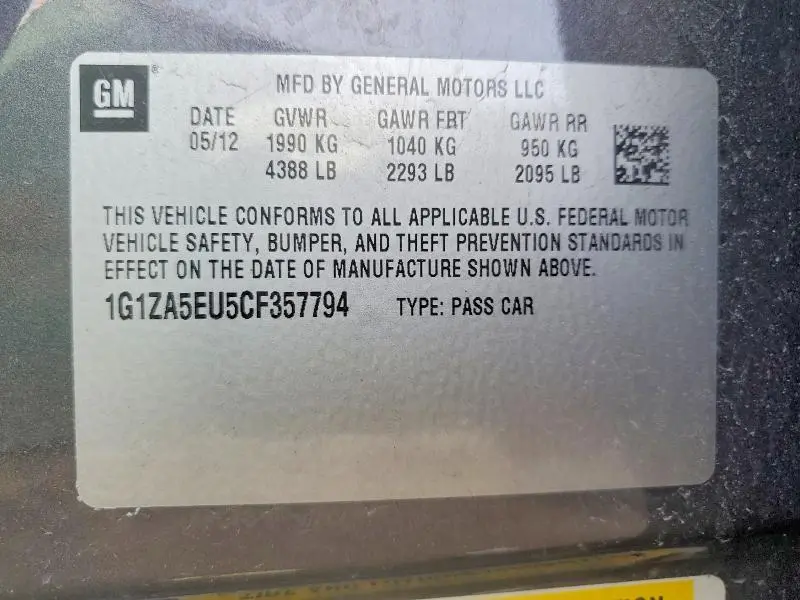 GM
®
MFD BY GENERAL MOTORS LLC
DATE GVWR GAWR FRT GAWR RR
05/12 1990 KG 1040 KG 950 KG
4388 LB 2293 LB 2095 LB
THIS VEHICLE CONFORMS TO ALL APPLICABLE U.S. FEDERAL MOTOR
VEHICLE SAFETY, BUMPER, AND THEFT PREVENTION STANDARDS IN
EFFECT ON THE DATE OF MANUFACTURE SHOWN ABOVE.
1G1ZA5EU5CF357794 TYPE: PASS CAR